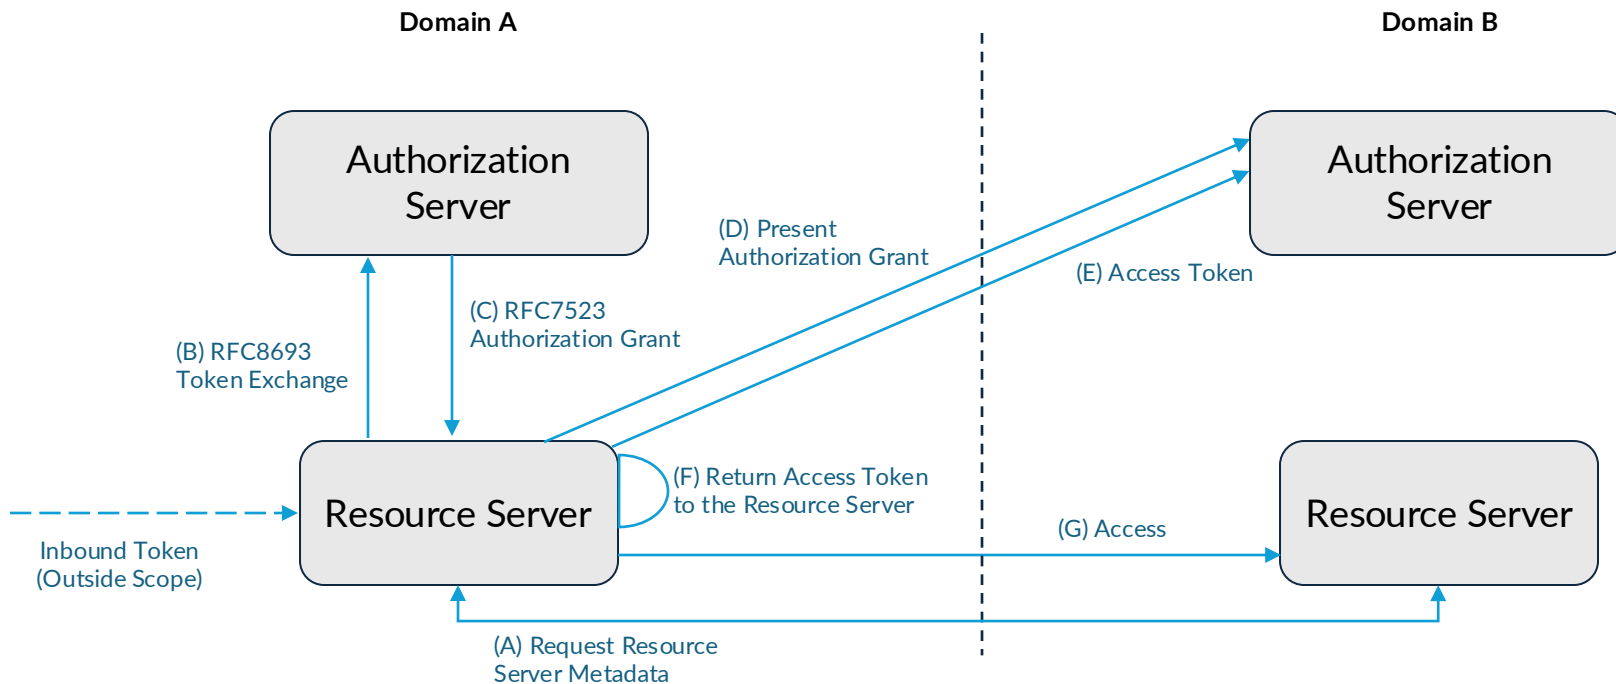 Domain A
Domain B
Authorization
Server
Authorization
Server
(D) Present
Authorization Grant
(E) Access Token
(C) RFC7523
Authorization Grant
(B) RFC8693
Token Exchange
Resource Server
(F) Return Access Token
to the Resource Server
Resource Server
(G) Access
Inbound Token
(Outside Scope)
(A) Request Resource
Server Metadata